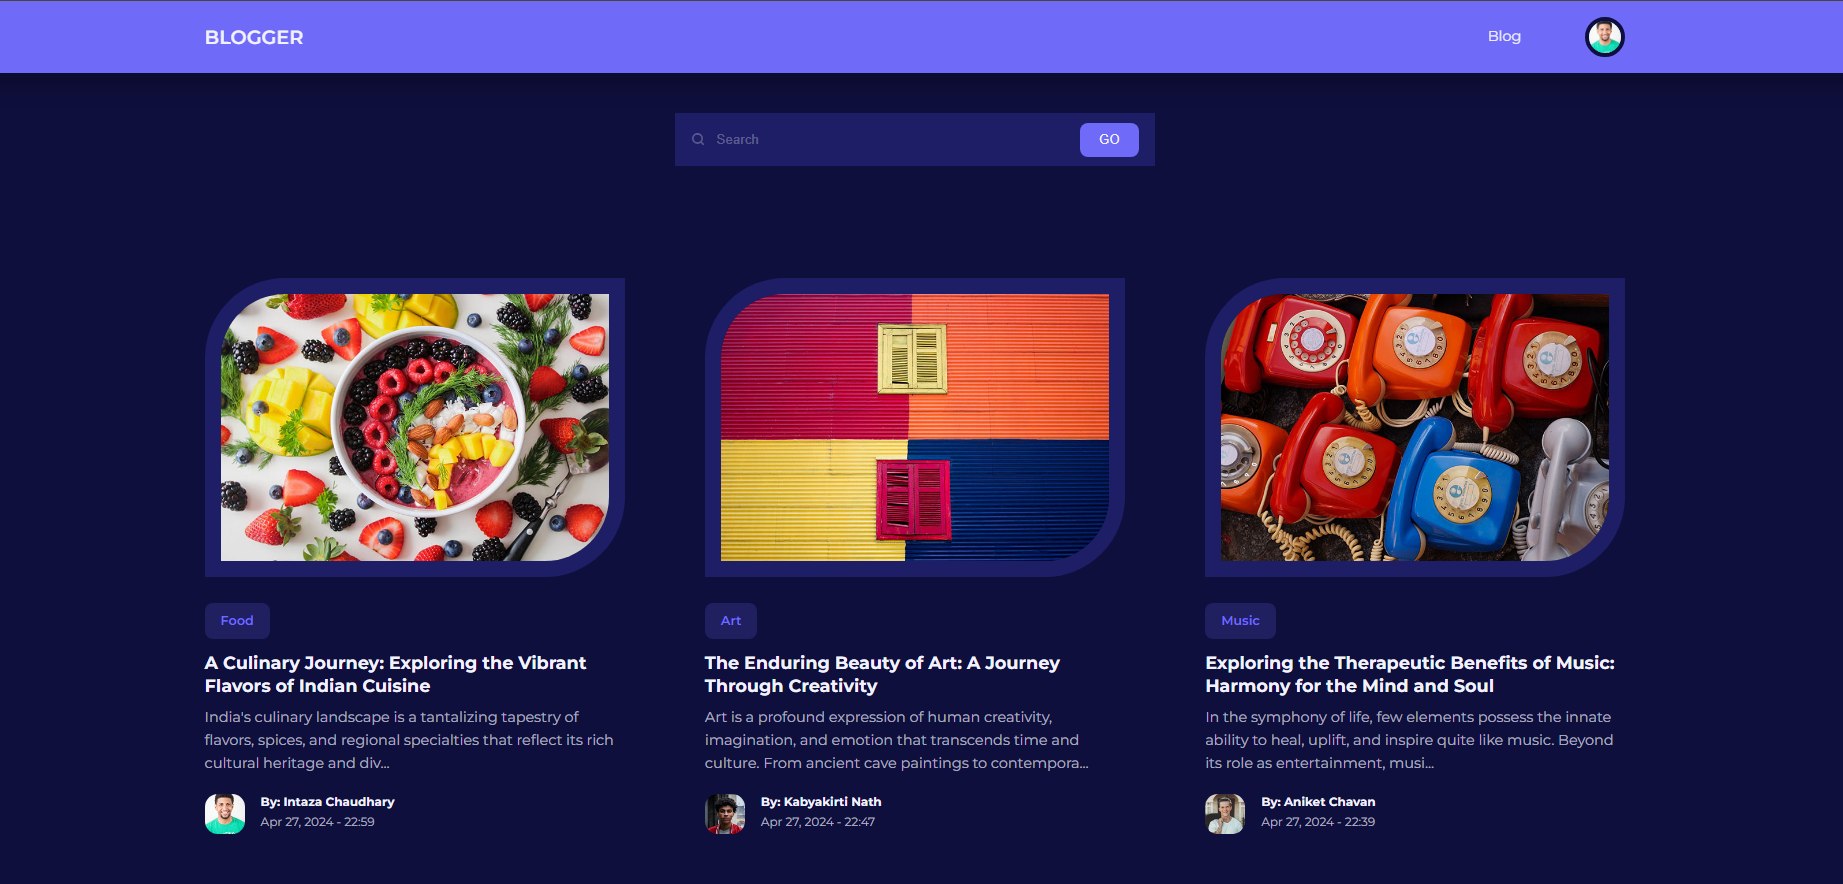 BLOGGER
Blog
Search
GO
Food
A Culinary Journey: Exploring the Vibrant
Flavors of Indian Cuisine
India's culinary landscape is a tantalizing tapestry of
flavors, spices, and regional specialties that reflect its rich
cultural heritage and div...
By: Intaza Chaudhary
Apr 27, 2024 - 22:59
Art
The Enduring Beauty of Art: A Journey
Through Creativity
Art is a profound expression of human creativity,
imagination, and emotion that transcends time and
culture. From ancient cave paintings to contempora...
By: Kabyakirti Nath
Apr 27, 2024 - 22:47
Music
Exploring the Therapeutic Benefits of Music:
Harmony for the Mind and Soul
In the symphony of life, few elements possess the innate
ability to heal, uplift, and inspire quite like music. Beyond
its role as entertainment, musi...
By: Aniket Chavan
Apr 27, 2024 - 22:39